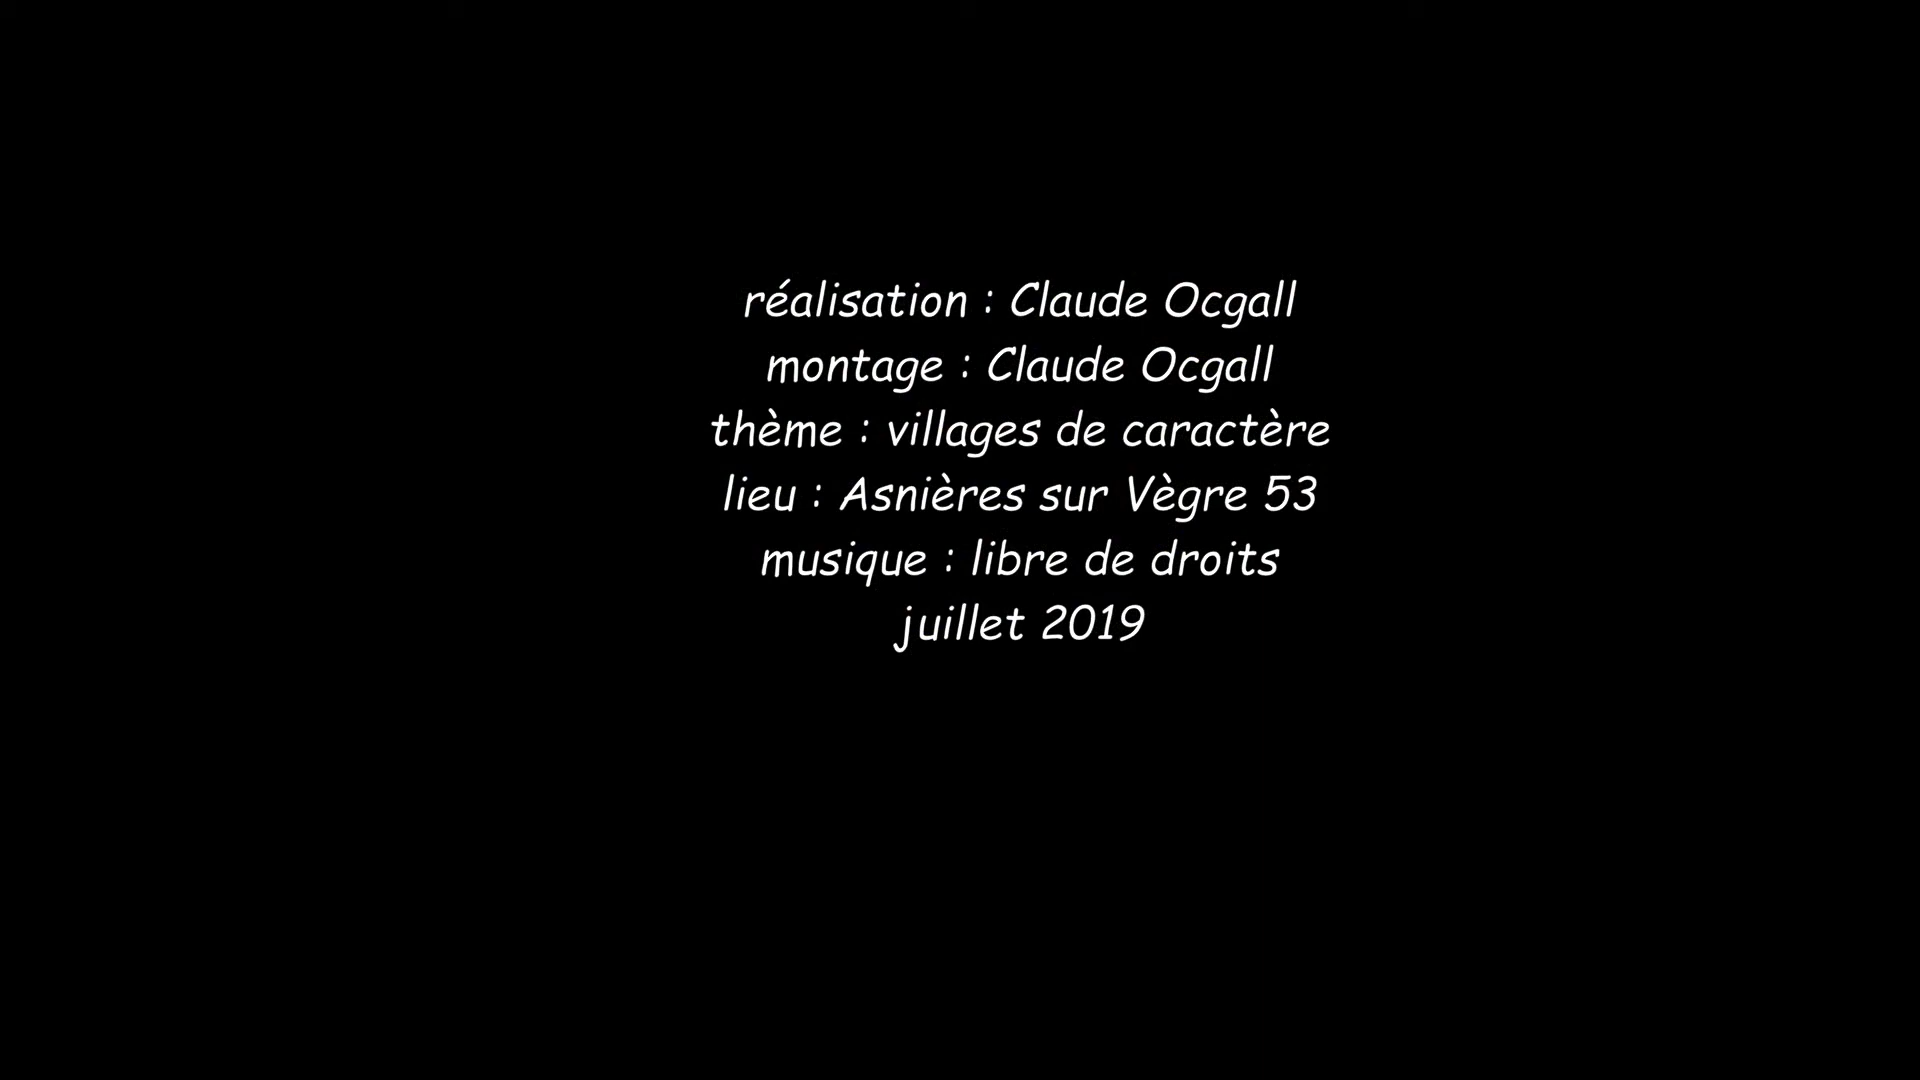 réalisation : Claude Ocgall
montage : Claude Ocgall
thème : villages de caractère
lieu : Asnières sur Vègre 53
musique : libre de droits
juillet 2019